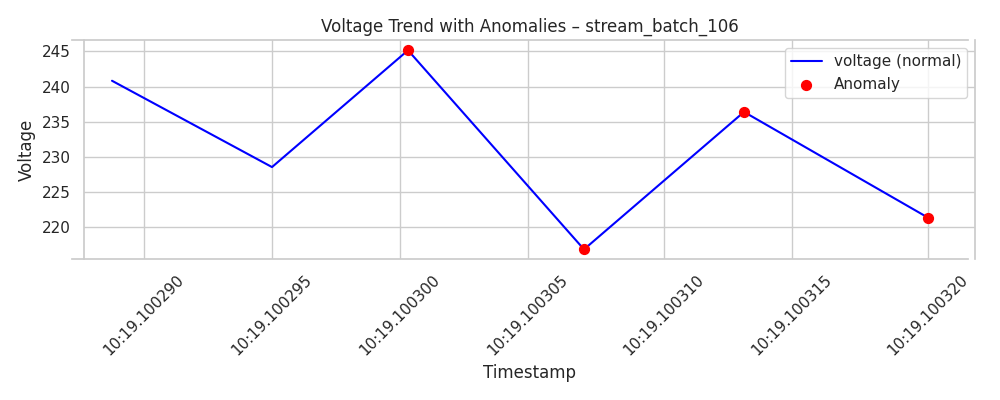 Voltage Trend with Anomalies – stream_batch_106
voltage (normal)
Anomaly
Voltage
245
240
235
230
225
220
10:19.100290
10:19.100295
10:19.100300
10:19.100305
10:19.100310
10:19.100315
10:19.100320
Timestamp